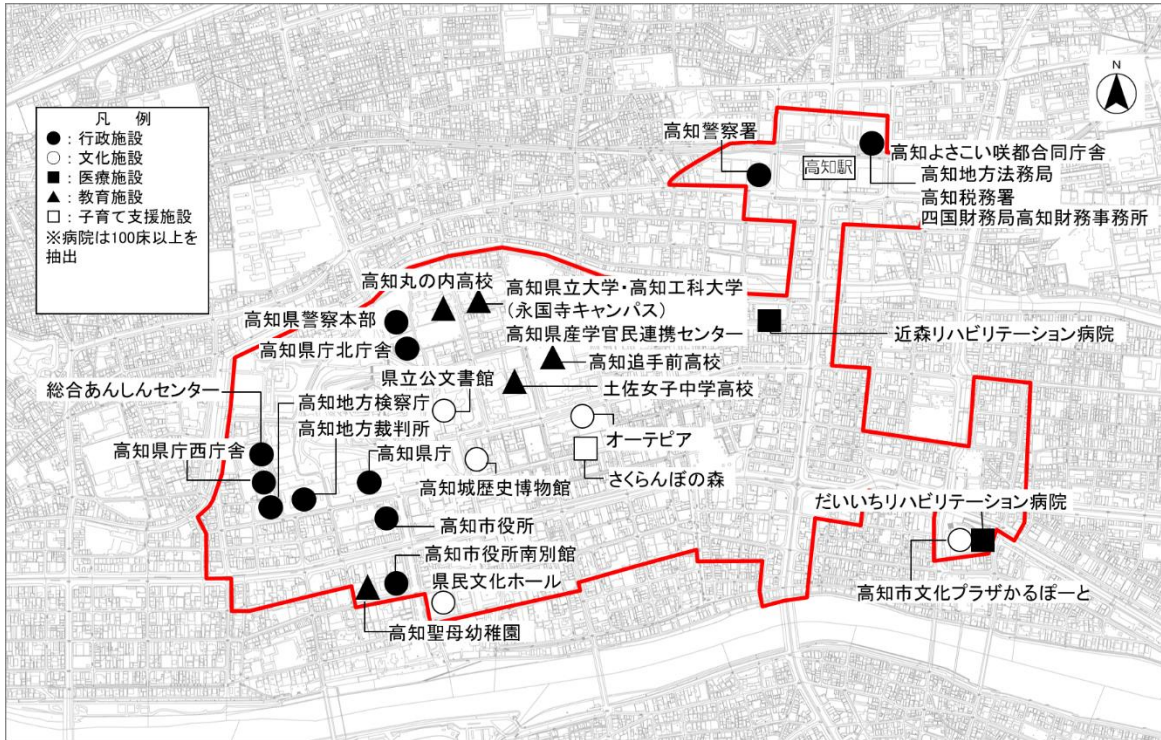 N
凡　例
●：行政施設
○：文化施設
■：医療施設
▲：教育施設
□：子育て支援施設
※病院は100床以上を
抽出
高知警察署
高知駅
高知よさこい咲都合同庁舎
高知地方法務局
高知税務署
四国財務局高知財務事務所
高知丸の内高校
高知県立大学・高知工科大学
(永国寺キャンパス)
高知県産学官民連携センター
高知県警察本部
高知県庁北庁舎
近森リハビリテーション病院
高知追手前高校
土佐女子中学高校
県立公文書館
総合あんしんセンター
高知地方検察庁
高知地方裁判所
高知県庁西庁舎
高知県庁
オーテピア
さくらんぼの森
高知城歴史博物館
高知市役所
だいいちリハビリテーション病院
高知市役所南別館
県民文化ホール
高知市文化プラザかるぽーと
高知聖母幼稚園